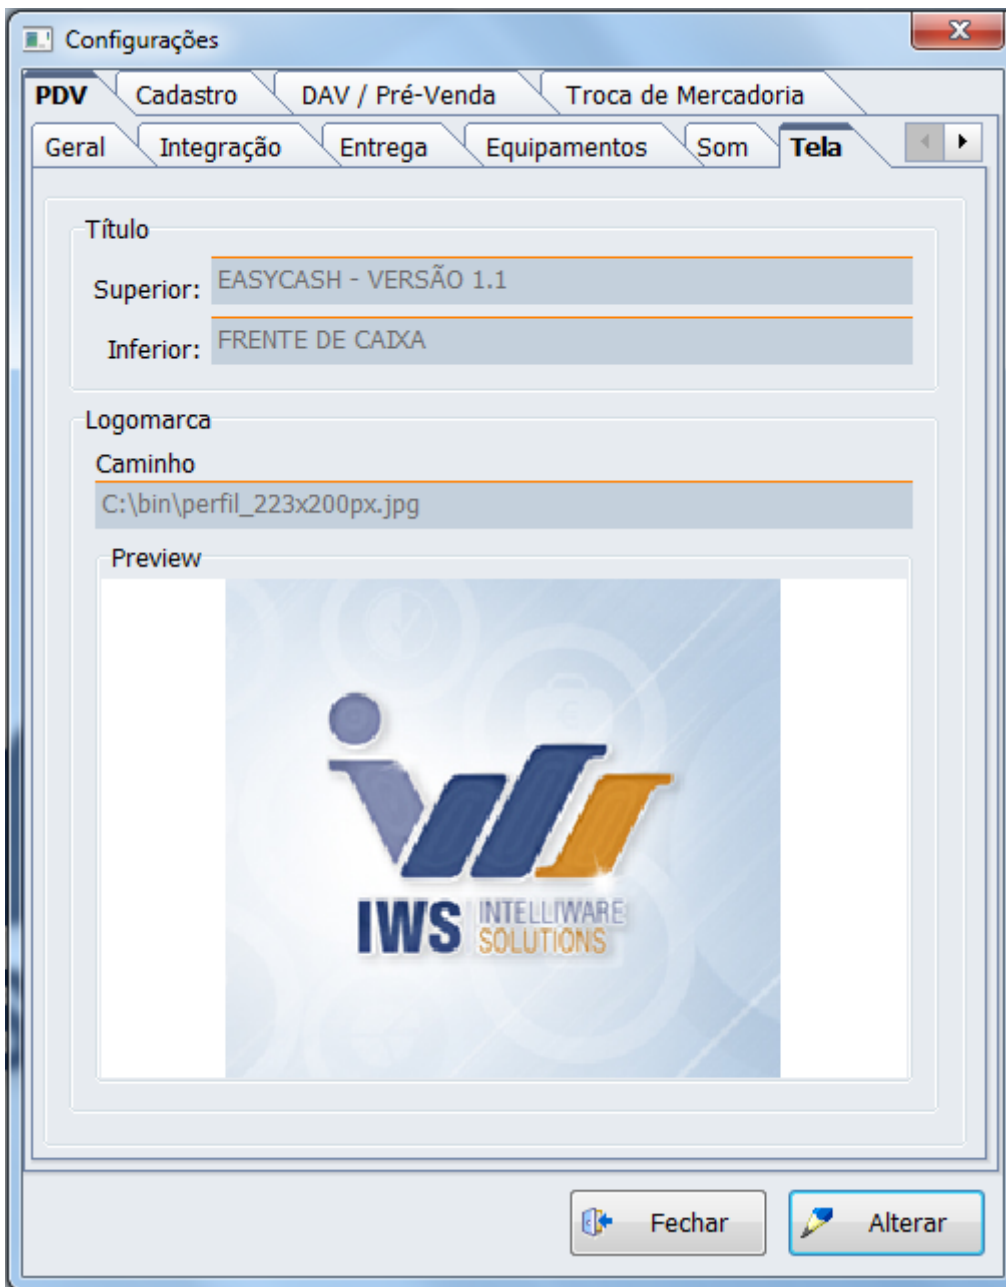 Configurações
PDV Cadastro DAV / Pré-Venda Troca de Mercadoria
Geral Integração Entrega Equipamentos Som Tela
Título
Superior: EASYCASH - VERSÃO 1.1
Inferior: FRENTE DE CAIXA
Logomarca
Caminho
C:\bin\perfil_223x200px.jpg
Preview
IWS INTELLIWARE
SOLUTIONS
Fechar Alterar